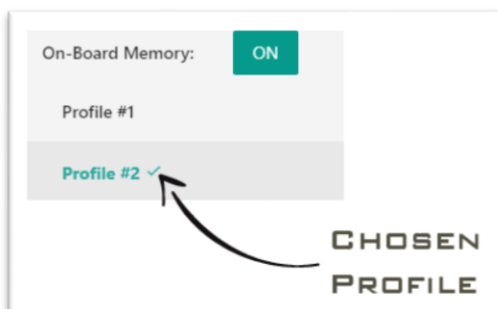 On-Board Memory: ON
Profile #1
Profile #2 ✓
CHOSEN
PROFILE